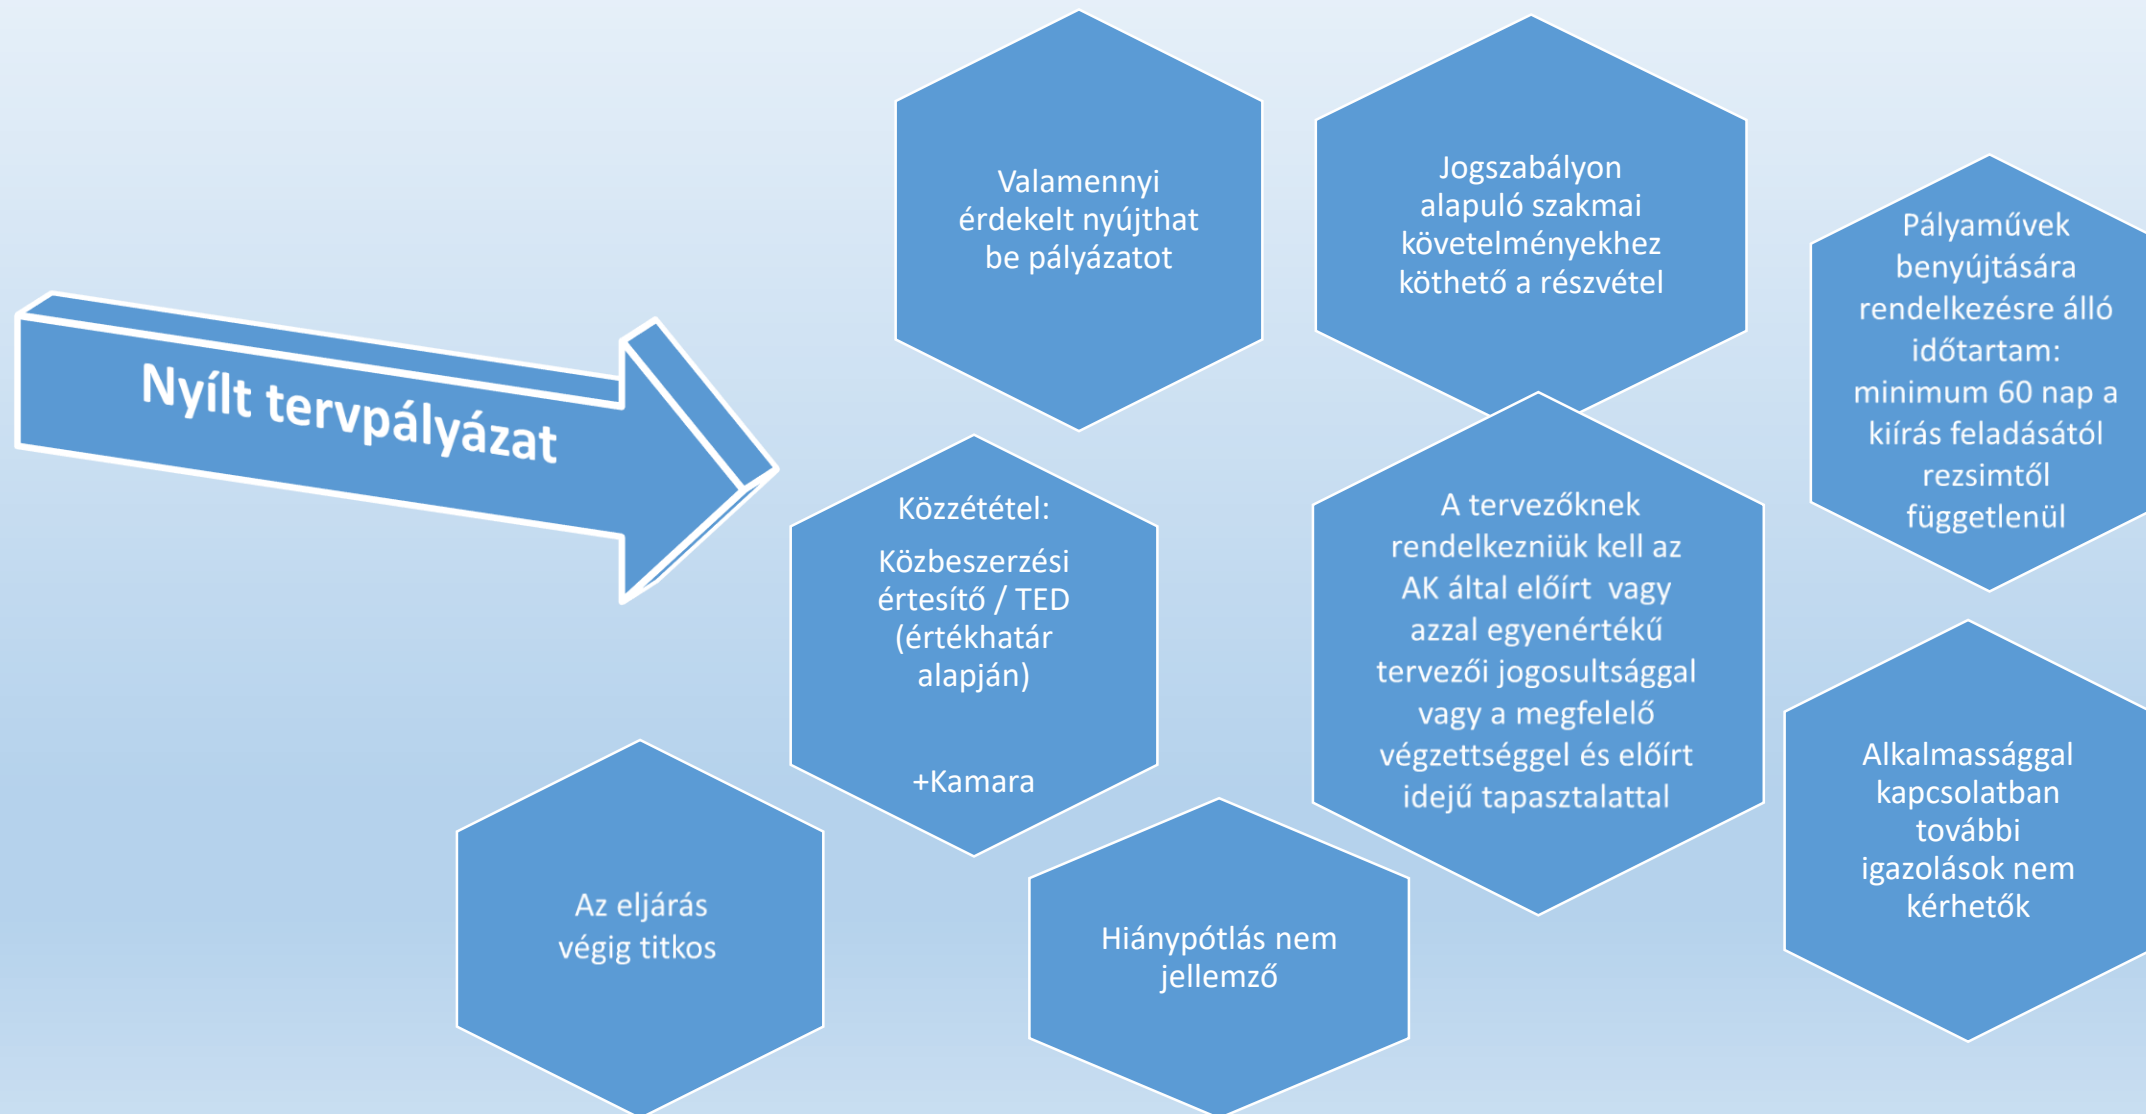 Nyílt tervpályázat
Valamennyi
érdekelt nyújthat
be pályázatot
Jogszabályon
alapuló szakmai
követelményekhez
köthető a részvétel
Pályaművek
benyújtására
rendelkezésre álló
időtartam:
minimum 60 nap a
kiírás feladásától
rezsimtől
függetlenül
Közzététel:
Közbeszerzési
értesítő / TED
(értékhatár
alapján)
+Kamara
A tervezőknek
rendelkezniük kell az
AK által előírt vagy
azzal egyenértékű
tervezői jogosultsággal
vagy a megfelelő
végzettséggel és előírt
idejű tapasztalattal
Alkalmassággal
kapcsolatban
további
igazolások nem
kérhetők
Az eljárás
végig titkos
Hiánypótlás nem
jellemző